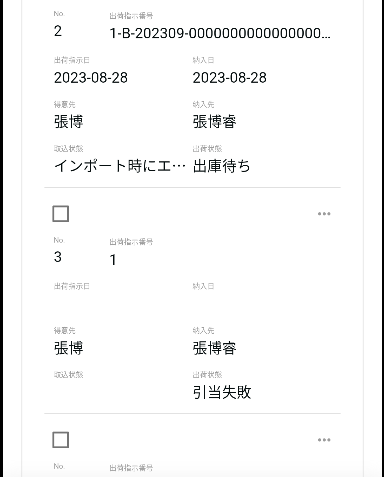 No 出荷指示番号
2 1-B-202309-0000000000000000...
出荷指示日 納入日
2023-08-28 2023-08-28
得意先 納入先
張博 張博睿
取込状態 出荷状態
インポート時にエ… 出庫待ち
...
No 出荷指示番号
3 1
出荷指示日 納入日
得意先 納入先
張博 張博睿
取込状態 出荷状態
引当失敗
...
No 出荷指示番号